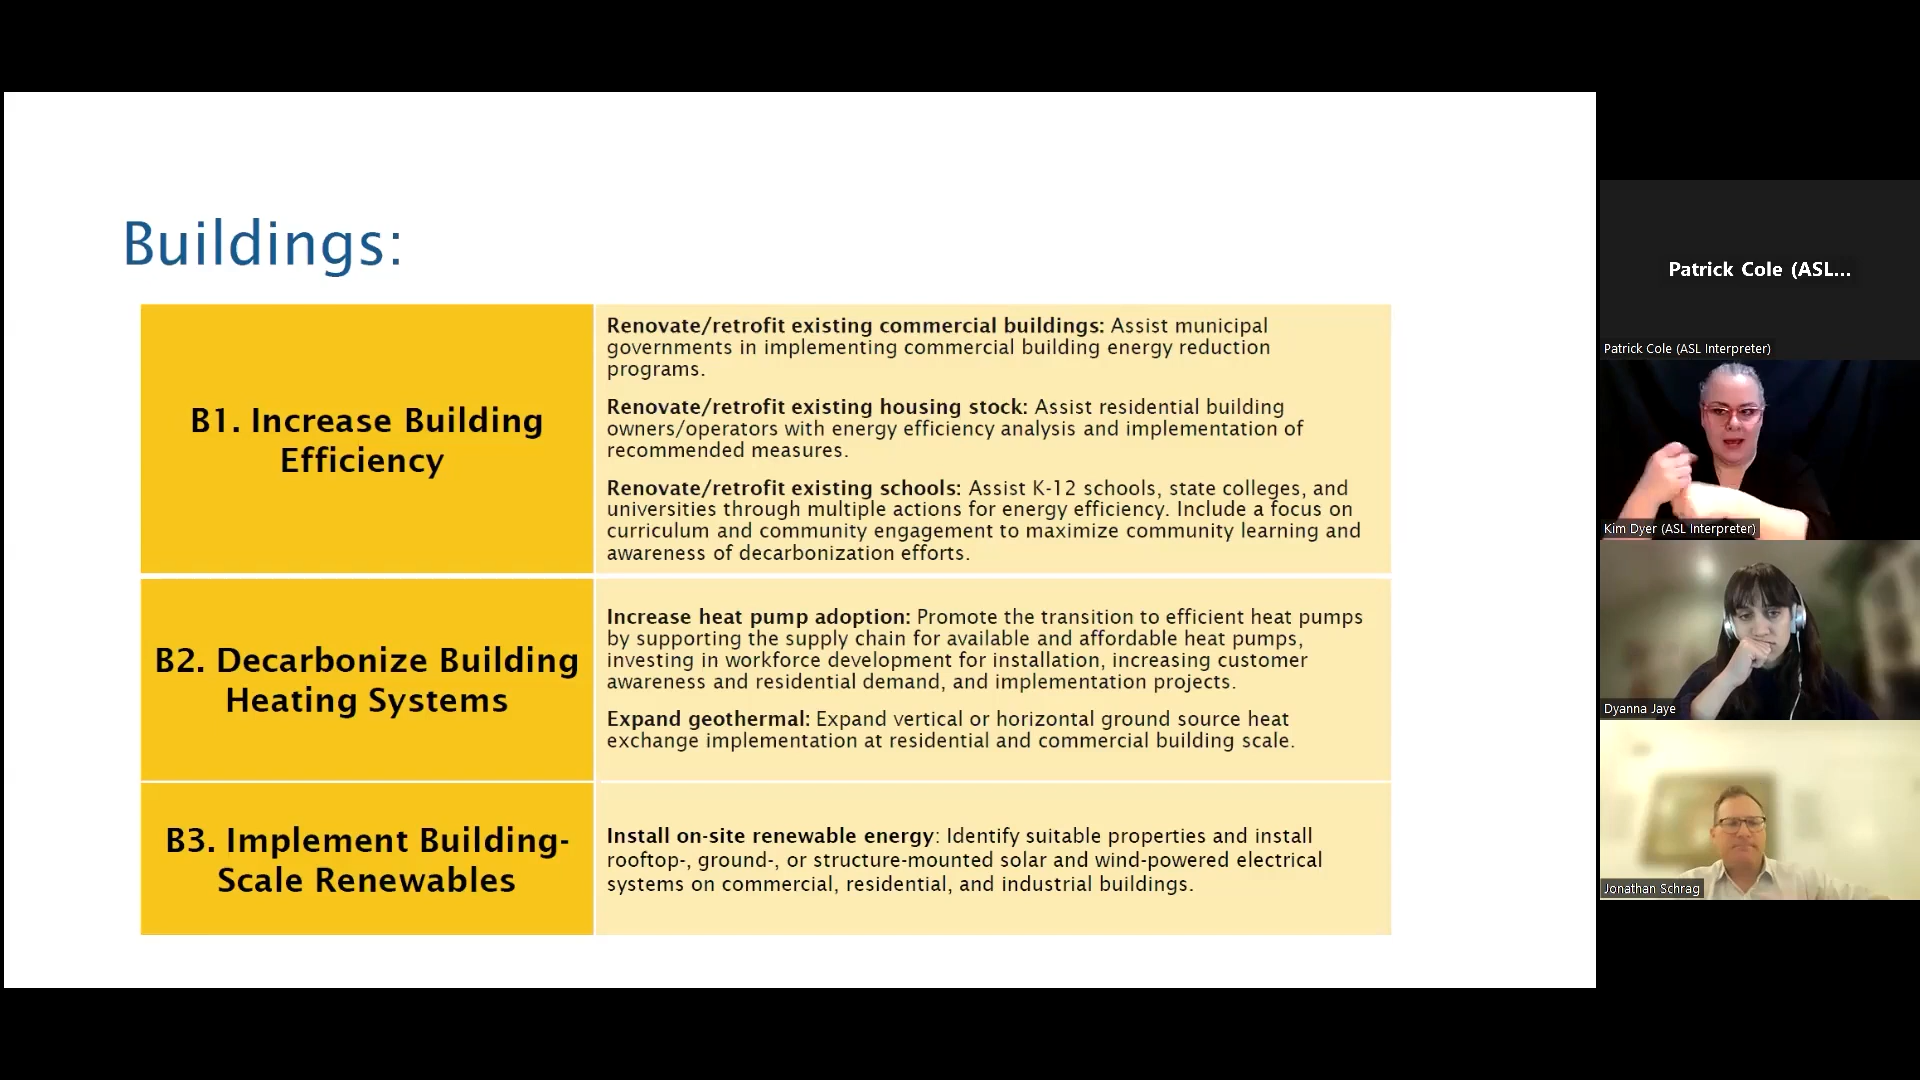 Buildings:
B1. Increase Building
Efficiency
Renovate/retrofit existing commercial buildings: Assist municipal
governments in implementing commercial building energy reduction
programs.
Renovate/retrofit existing housing stock: Assist residential building
owners/operators with energy efficiency analysis and implementation of
recommended measures.
Renovate/retrofit existing schools: Assist K-12 schools, state colleges, and
universities through multiple actions for energy efficiency. Include a focus on
curriculum and community engagement to maximize community learning and
awareness of decarbonization efforts.
B2. Decarbonize Building
Heating Systems
Increase heat pump adoption: Promote the transition to efficient heat pumps
by supporting the supply chain for available and affordable heat pumps,
investing in workforce development for installation, increasing customer
awareness and residential demand, and implementation projects.
Expand geothermal: Expand vertical or horizontal ground source heat
exchange implementation at residential and commercial building scale.
B3. Implement Building-
Scale Renewables
Install on-site renewable energy: Identify suitable properties and install
rooftop-, ground-, or structure-mounted solar and wind-powered electrical
systems on commercial, residential, and industrial buildings.
Patrick Cole (ASL...
Patrick Cole (ASL Interpreter)
Kim Dyer (ASL Interpreter)
Dyanna Jaye
Jonathan Schrag